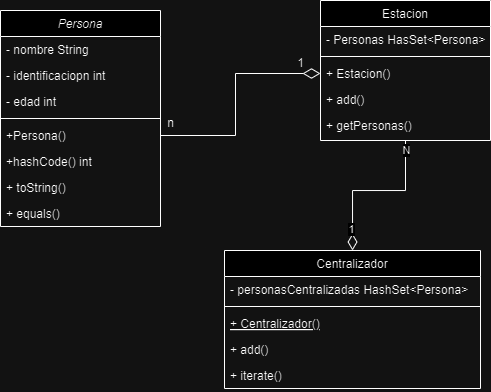 Persona
- nombre String
- identificaciopn int
- edad int
+Persona()
+hashCode() int
+ toString()
+ equals()
n
1
Estacion
- Personas HasSet<Persona>
+ Estacion()
+ add()
+ getPersonas()
N
1
Centralizador
- personasCentralizadas HashSet<Persona>
+ Centralizador()
+ add()
+ iterate()